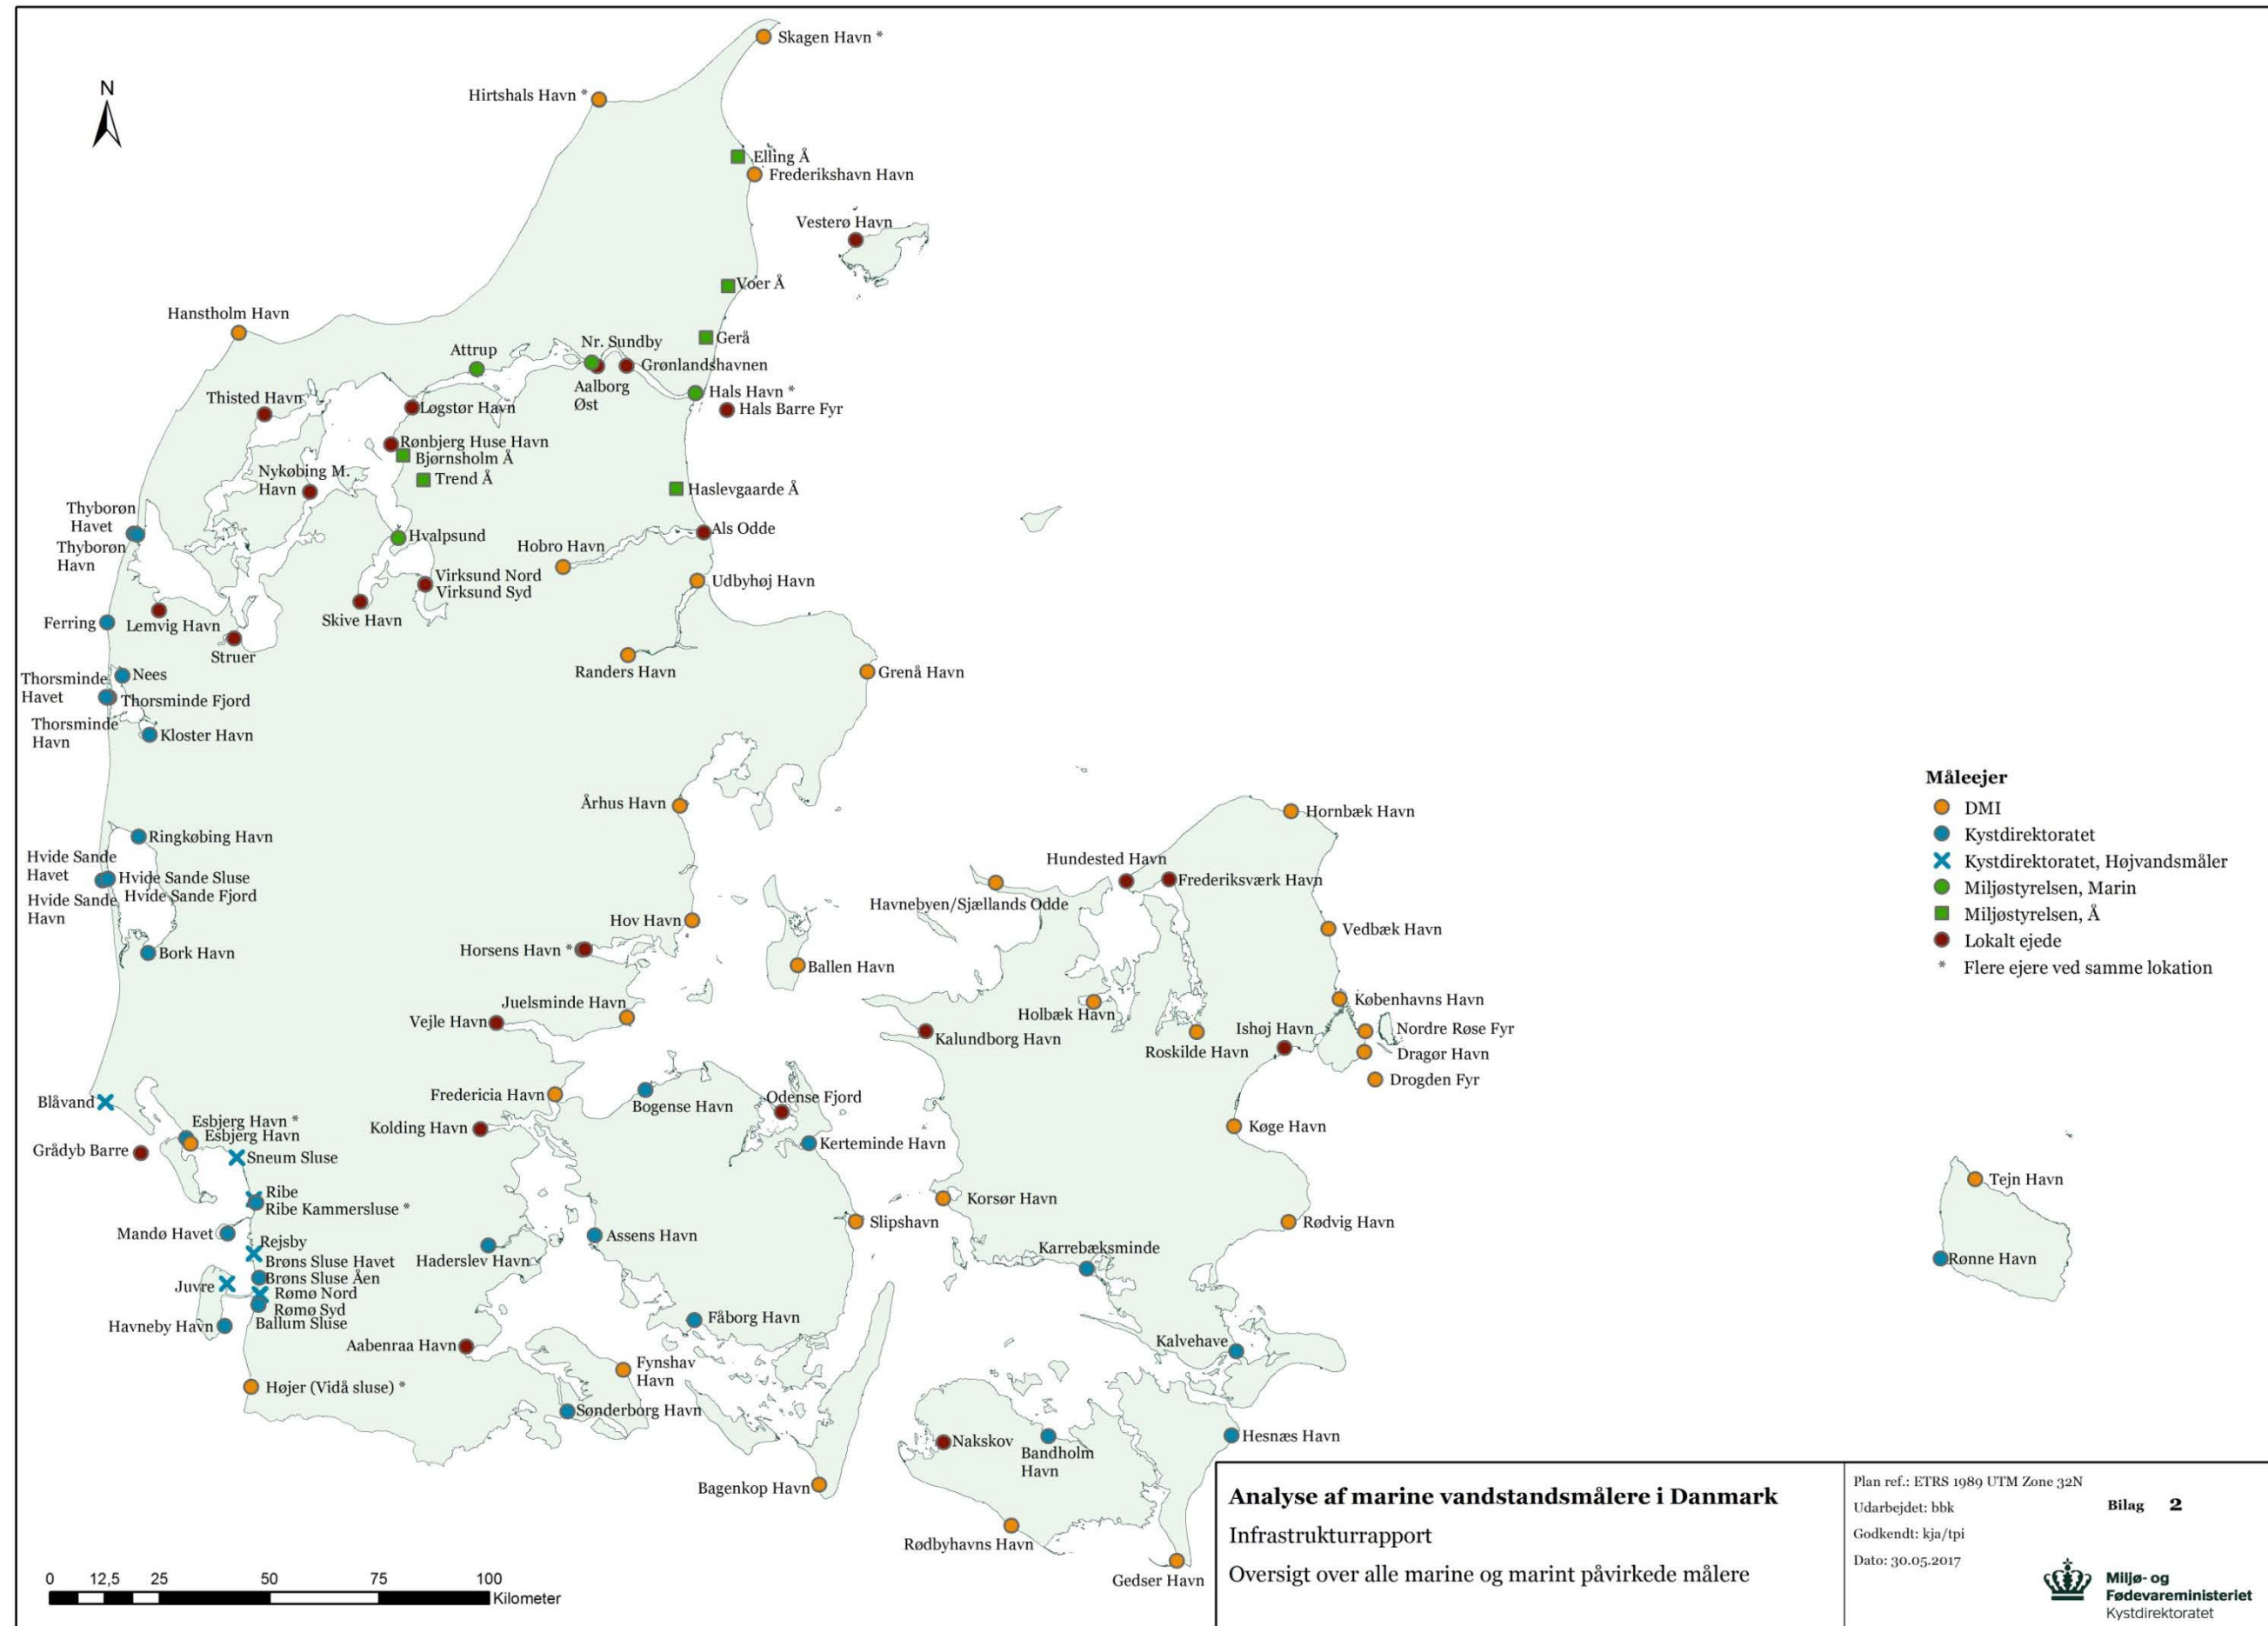 N
Skagen Havn *
Hirtshals Havn *
Elling Å
Frederikshavn Havn
Vesterø Havn
Voer Å
Hanstholm Havn
Gerå
Nr. Sundby
Attrup
Grønlandshavnen
Aalborg
Øst
Hals Havn *
Thisted Havn
Løgstør Havn
Hals Barre Fyr
Rønbjerg Huse Havn
Bjørnsholm Å
Nykøbing M.
Havn
Trend Å
Haslevgaarde Å
Thyborøn
Havet
Als Odde
Hvalpsund
Hobro Havn
Thyborøn
Havn
Virksund Nord
Udbyhøj Havn
Virksund Syd
Ferring
Lemvig Havn
Skive Havn
Struer
Randers Havn
Grenå Havn
Nees
Thorsminde
Havet
Thorsminde Fjord
Thorsminde
Havn
Kloster Havn
Århus Havn
Ringkøbing Havn
Hvide Sande
Havet
Hvide Sande Sluse
Hvide Sande Fjord
Hvide Sande
Havn
Bork Havn
Hov Havn
Horsens Havn *
Ballen Havn
Juelsminde Havn
Vejle Havn
Hornbæk Havn
Hundested Havn
Frederiksværk Havn
Havnebyen/Sjællands Odde
Vedbæk Havn
Københavns Havn
Holbæk Havn
Ishøj Havn
Nordre Røse Fyr
Kalundborg Havn
Roskilde Havn
Dragør Havn
Drogden Fyr
Køge Havn
Blåvand
Fredericia Havn
Bogense Havn
Odense Fjord
Esbjerg Havn *
Esbjerg Havn
Kolding Havn
Kerteminde Havn
Grådyb Barre
Sneum Sluse
Ribe
Ribe Kammersluse *
Mandø Havet
Rejsby
Brøns Sluse Havet
Brøns Sluse Åen
Juvre
Rømø Nord
Rømø Syd
Ballum Sluse
Havneby Havn
Haderslev Havn
Assens Havn
Slipshavn
Korsør Havn
Rødvig Havn
Karrebæksminde
Tejn Havn
Rønne Havn
Fåborg Havn
Aabenraa Havn
Kalvehave
Fynshav
Havn
Højer (Vidå sluse) *
Sønderborg Havn
Nakskov
Bandholm
Havn
Hesnæs Havn
Bagenkop Havn
Rødbyhavns Havn
Gedser Havn
Måleejer
DMI
Kystdirektoratet
Kystdirektoratet, Højvandsmåler
Miljøstyrelsen, Marin
Miljøstyrelsen, Å
Lokalt ejede
* Flere ejere ved samme lokation
0 12,5 25 50 75 100
Kilometer
Analyse af marine vandstandsmålere i Danmark
Infrastrukturrapport
Oversigt over alle marine og marint påvirkede målere
Plan ref.: ETRS 1989 UTM Zone 32N
Udarbejdet: bbk
Godkendt: kja/tpi
Dato: 30.05.2017
Bilag 2
Miljø- og
Fødevareministeriet
Kystdirektoratet